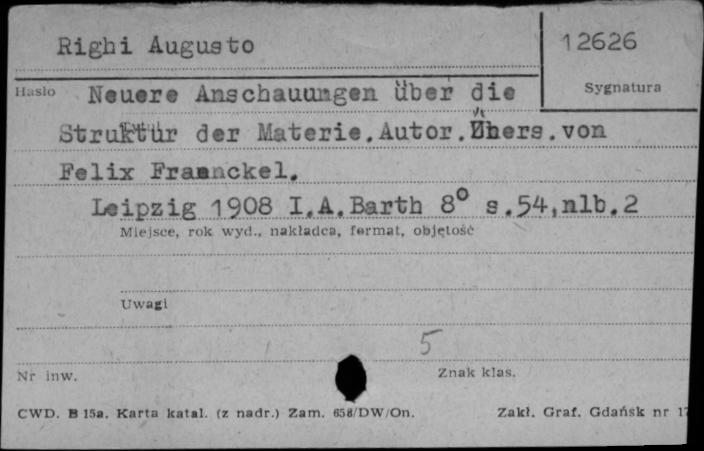 Righi Augusto
12626
Hasło
Sygnatura
Neuere Anschauungen über die
Struktur der Materie.Autor.Übers.von
Felix Fraenckel.
Leipzig 1908 I.A.Barth 8° s.54,nlb.2
Miejsce, rok wyd., nakładca, format, objętość
Uwagi
5
Nr inw.
Znak klas.
CWD. B 15a. Karta katal. (z nadr.) Zam. 658/DW/On.
Zakł. Graf. Gdańsk nr